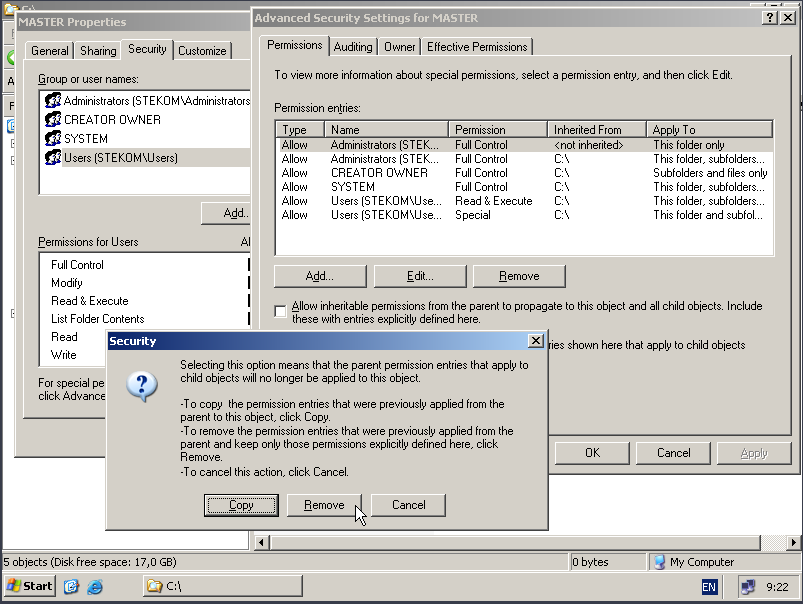 C:\
MASTER Properties
General
Sharing
Security
Customize
Group or user names:
Administrators (STEKOM\Administrators
CREATOR OWNER
SYSTEM
Users (STEKOM\Users)
Add..
Permissions for Users
Al
Full Control
Modify
Read & Execute
List Folder Contents
Read
Write
For special pe
click Advance
Advanced Security Settings for MASTER
Permissions
Auditing
Owner
Effective Permissions
To view more information about special permissions, select a permission entry, and then click Edit.
Permission entries:
Type Name Permission Inherited From Apply To
Allow Administrators (STEK... Full Control <not inherited> This folder only
Allow Administrators (STEK... Full Control C:\ This folder, subfolders...
Allow CREATOR OWNER Full Control C:\ Subfolders and files only
Allow SYSTEM Full Control C:\ This folder, subfolders...
Allow Users (STEKOM\Use... Read & Execute C:\ This folder, subfolders...
Allow Users (STEKOM\Use... Special C:\ This folder and subfol...
Add...
Edit...
Remove
Allow inheritable permissions from the parent to propagate to this object and all child objects. Include
these with entries explicitly defined here.
ries shown here that apply to child objects
OK
Cancel
Apply
Security
Selecting this option means that the parent permission entries that apply to
child objects will no longer be applied to this object.
-To copy the permission entries that were previously applied from the
parent to this object, click Copy.
-To remove the permission entries that were previously applied from the
parent and keep only those permissions explicitly defined here, click
Remove.
-To cancel this action, click Cancel.
Copy
Remove
Cancel
5 objects (Disk free space: 17,0 GB)
0 bytes
My Computer
Start
C:\
EN
9:22